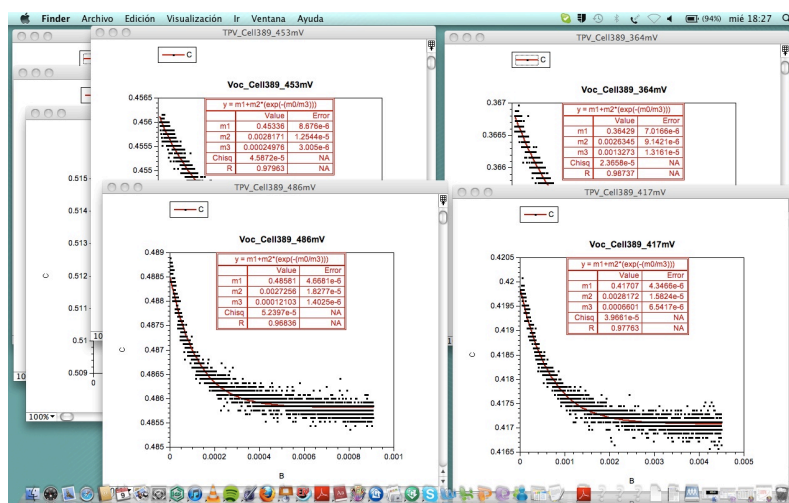 Finder Archivo Edición Visualización Ir Ventana Ayuda (94%) mié 18:27
TPV_Cell389_453mV
C
Voc_Cell389_453mV
y = m1+m2*(exp(-(m0/m3)))
Value Error
m1 0.45336 8.676e-6
m2 0.0028171 1.2544e-5
m3 0.00024976 3.005e-6
Chisq 4.5872e-5 NA
R 0.97963 NA
0.4565
0.456
0.4555
0.455
TPV_Cell389_364mV
C
Voc_Cell389_364mV
y = m1+m2*(exp(-(m0/m3)))
Value Error
m1 0.36429 7.0166e-6
m2 0.0026345 9.1421e-6
m3 0.0013273 1.3161e-5
Chisq 2.3658e-5 NA
R 0.98737 NA
0.367
0.3665
0.366
0.515
0.514
0.513
0.512
0.511
0.51
0.509
C
0
100%
10
TPV_Cell389_486mV
C
Voc_Cell389_486mV
y = m1+m2*(exp(-(m0/m3)))
Value Error
m1 0.48581 4.6681e-6
m2 0.0027256 1.8277e-5
m3 0.00012103 1.4025e-6
Chisq 5.2397e-5 NA
R 0.96836 NA
0.489
0.4885
0.488
0.4875
0.487
0.4865
0.486
0.4855
0.485
C
0 0.0002 0.0004 0.0006 0.0008 0.001
B
TPV_Cell389_417mV
C
Voc_Cell389_417mV
y = m1+m2*(exp(-(m0/m3)))
Value Error
m1 0.41707 4.3466e-6
m2 0.0028172 1.5824e-5
m3 0.0006601 6.5417e-6
Chisq 3.9661e-5 NA
R 0.97763 NA
0.4205
0.42
0.4195
0.419
0.4185
0.418
0.4175
0.417
0.4165
C
0 0.001 0.002 0.003 0.004 0.005
B